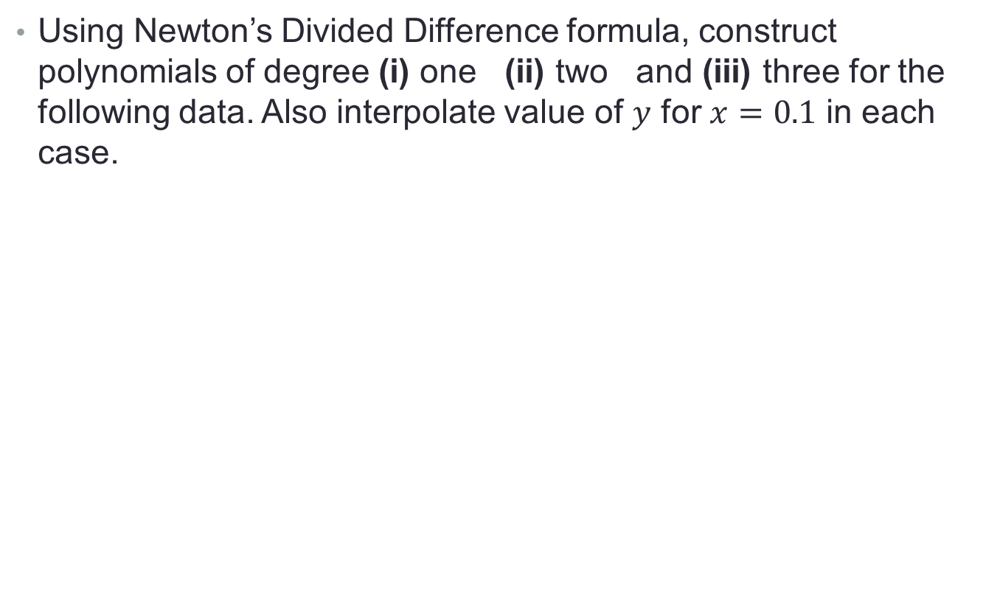 • Using Newton’s Divided Difference formula, construct
polynomials of degree (i) one (ii) two and (iii) three for the
following data. Also interpolate value of y for x = 0.1 in each
case.